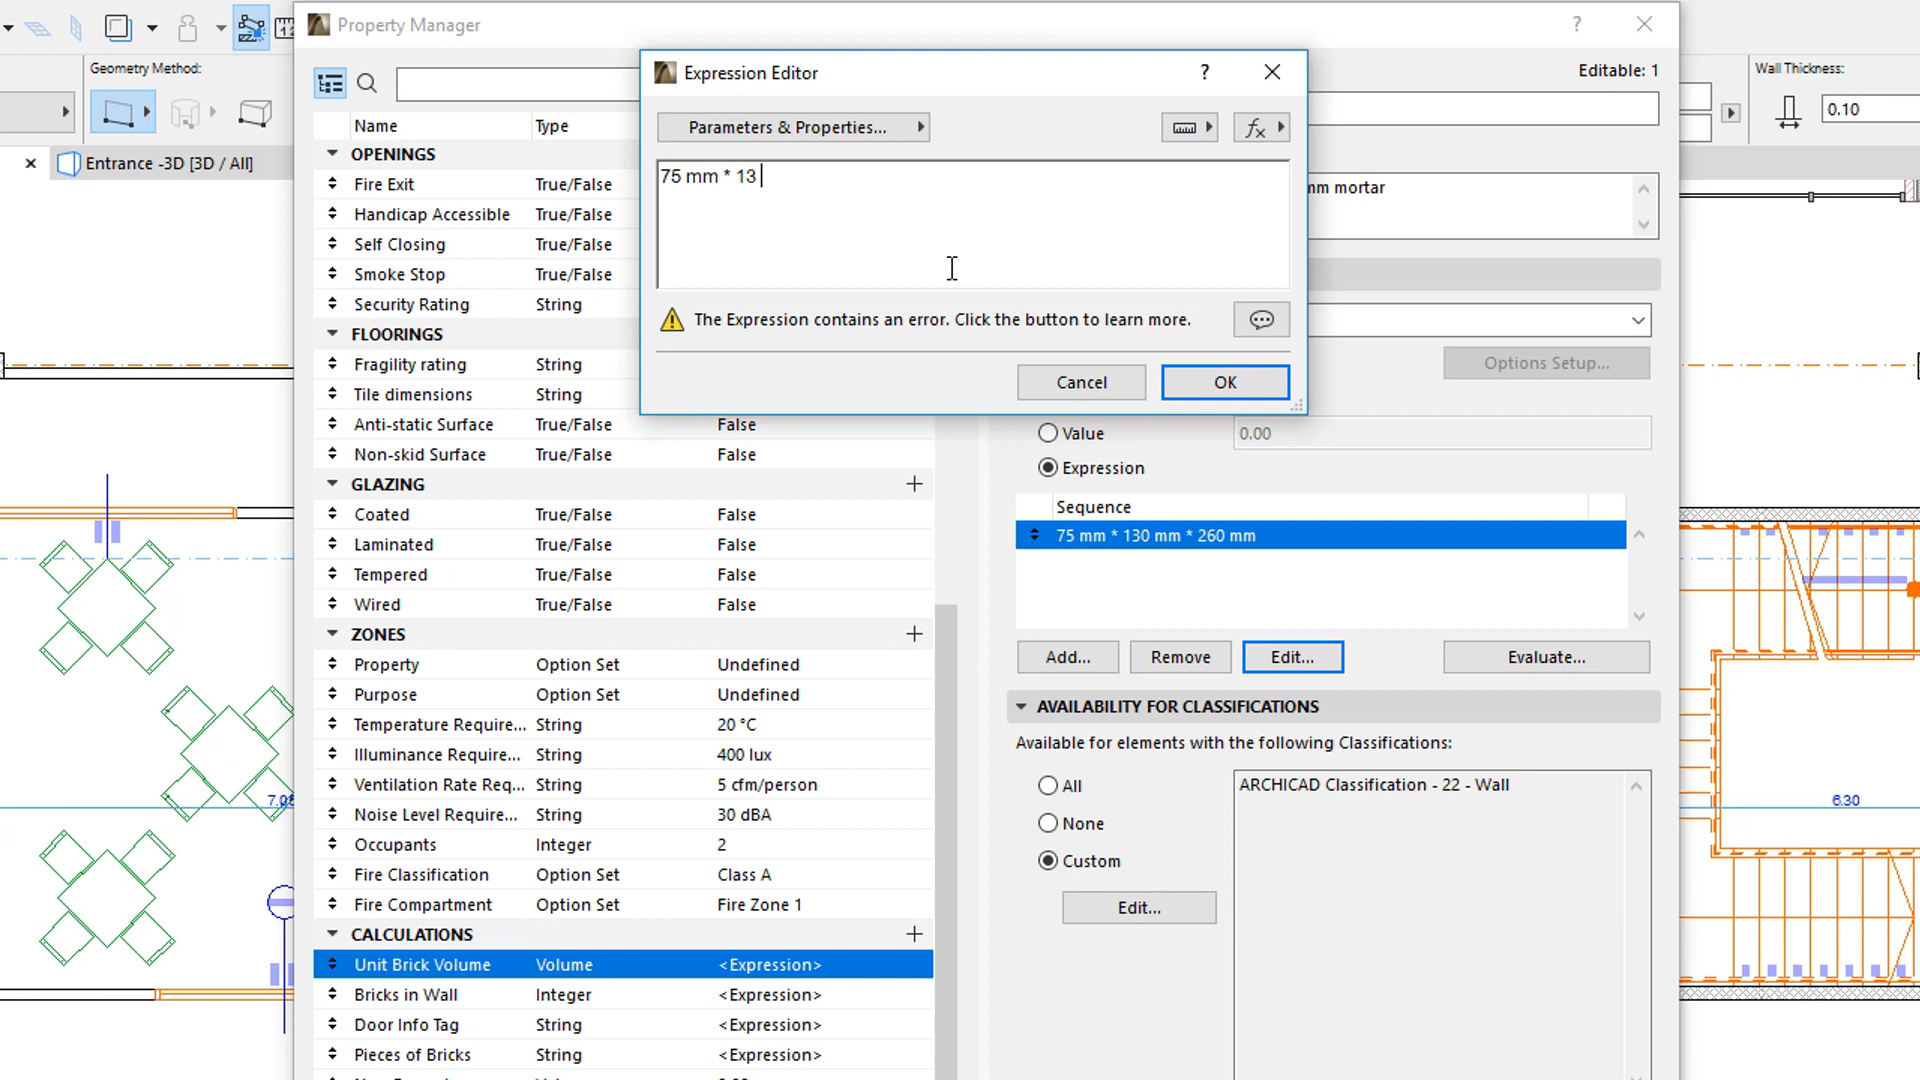 Property Manager
?
Geometry Method:
Entrance -3D [3D / All]
Name
Type
OPENINGS
Fire Exit True/False
Handicap Accessible True/False
Self Closing True/False
Smoke Stop True/False
Security Rating String
FLOORINGS
Fragility rating String
Tile dimensions String
Anti-static Surface True/False False
Non-skid Surface True/False False
GLAZING
Coated True/False False
Laminated True/False False
Tempered True/False False
Wired True/False False
ZONES
Property Option Set Undefined
Purpose Option Set Undefined
Temperature Require... String 20 °C
Illuminance Require... String 400 lux
Ventilation Rate Req... String 5 cfm/person
Noise Level Require... String 30 dBA
Occupants Integer 2
Fire Classification Option Set Class A
Fire Compartment Option Set Fire Zone 1
CALCULATIONS
Unit Brick Volume Volume <Expression>
Bricks in Wall Integer <Expression>
Door Info Tag String <Expression>
Pieces of Bricks String <Expression>
Expression Editor
?
Parameters & Properties...
fx
75 mm * 13
The Expression contains an error. Click the button to learn more.
Cancel
OK
Editable: 1
mm mortar
Options Setup...
Value
0.00
Expression
Sequence
75 mm * 130 mm * 260 mm
Add...
Remove
Edit...
Evaluate...
AVAILABILITY FOR CLASSIFICATIONS
Available for elements with the following Classifications:
All
None
Custom
Edit...
ARCHICAD Classification - 22 - Wall
Wall Thickness:
0.10
6.30